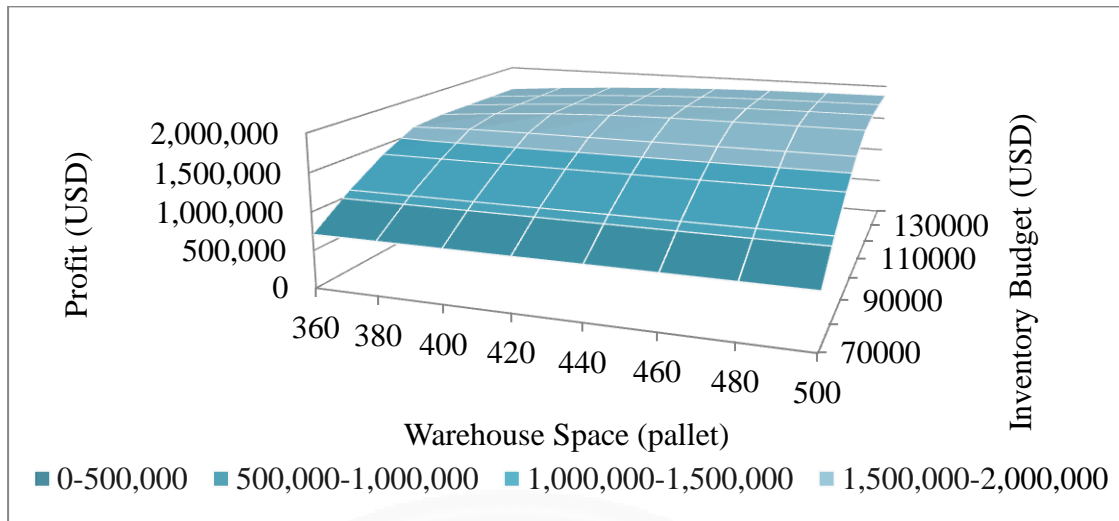 Profit (USD)
2,000,000
1,500,000
1,000,000
500,000
0
360 380 400 420 440 460 480 500
Warehouse Space (pallet)
130000
110000
90000
70000
Inventory Budget (USD)
0-500,000 500,000-1,000,000 1,000,000-1,500,000 1,500,000-2,000,000